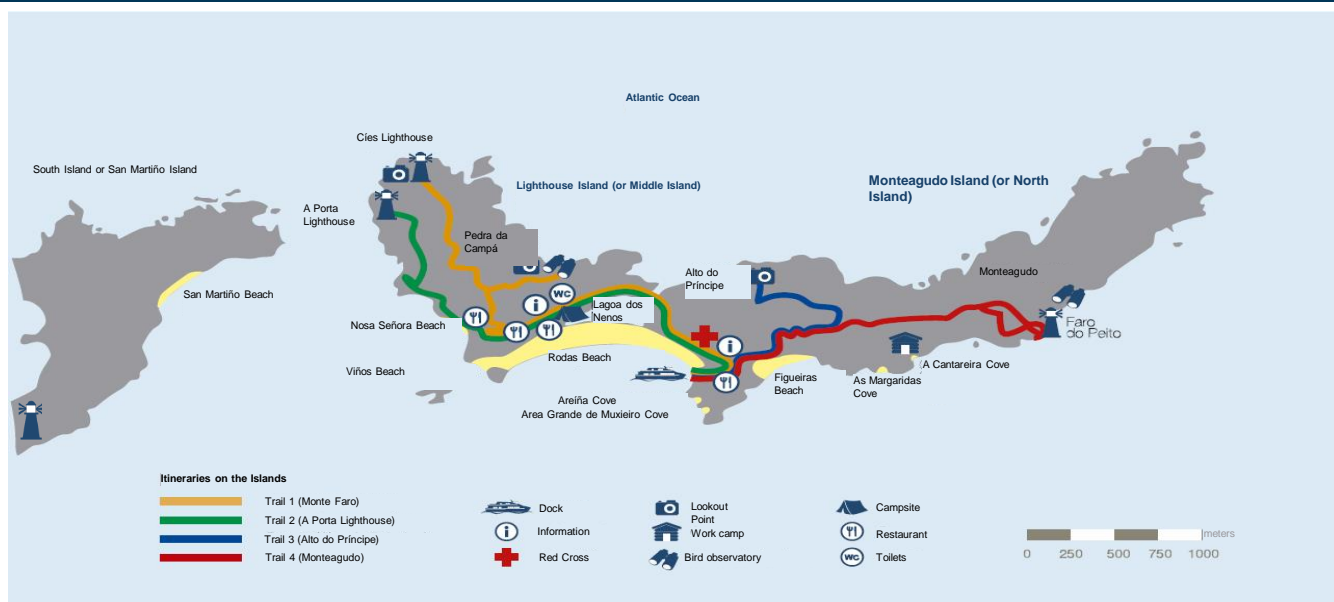 Atlantic Ocean
Cíes Lighthouse
South Island or San Martiño Island
Lighthouse Island (or Middle Island)
Monteagudo Island (or North
Island)
A Porta
Lighthouse
Pedra da
Campá
Alto do
Príncipe
Monteagudo
San Martiño Beach
Lagoa dos
Nenos
Nosa Señora Beach
Faro
do Peito
WC
i
i
Rodas Beach
Viños Beach
Figueiras
Beach
As Margaridas
Cove
A Cantareira Cove
Areíña Cove
Area Grande de Muxieiro Cove
Itineraries on the Islands
Trail 1 (Monte Faro)
Trail 2 (A Porta Lighthouse)
Trail 3 (Alto do Príncipe)
Trail 4 (Monteagudo)
Dock
i Information
Red Cross
Lookout
Point
Work camp
Bird observatory
Campsite
Restaurant
WC Toilets
meters
0 250 500 750 1000